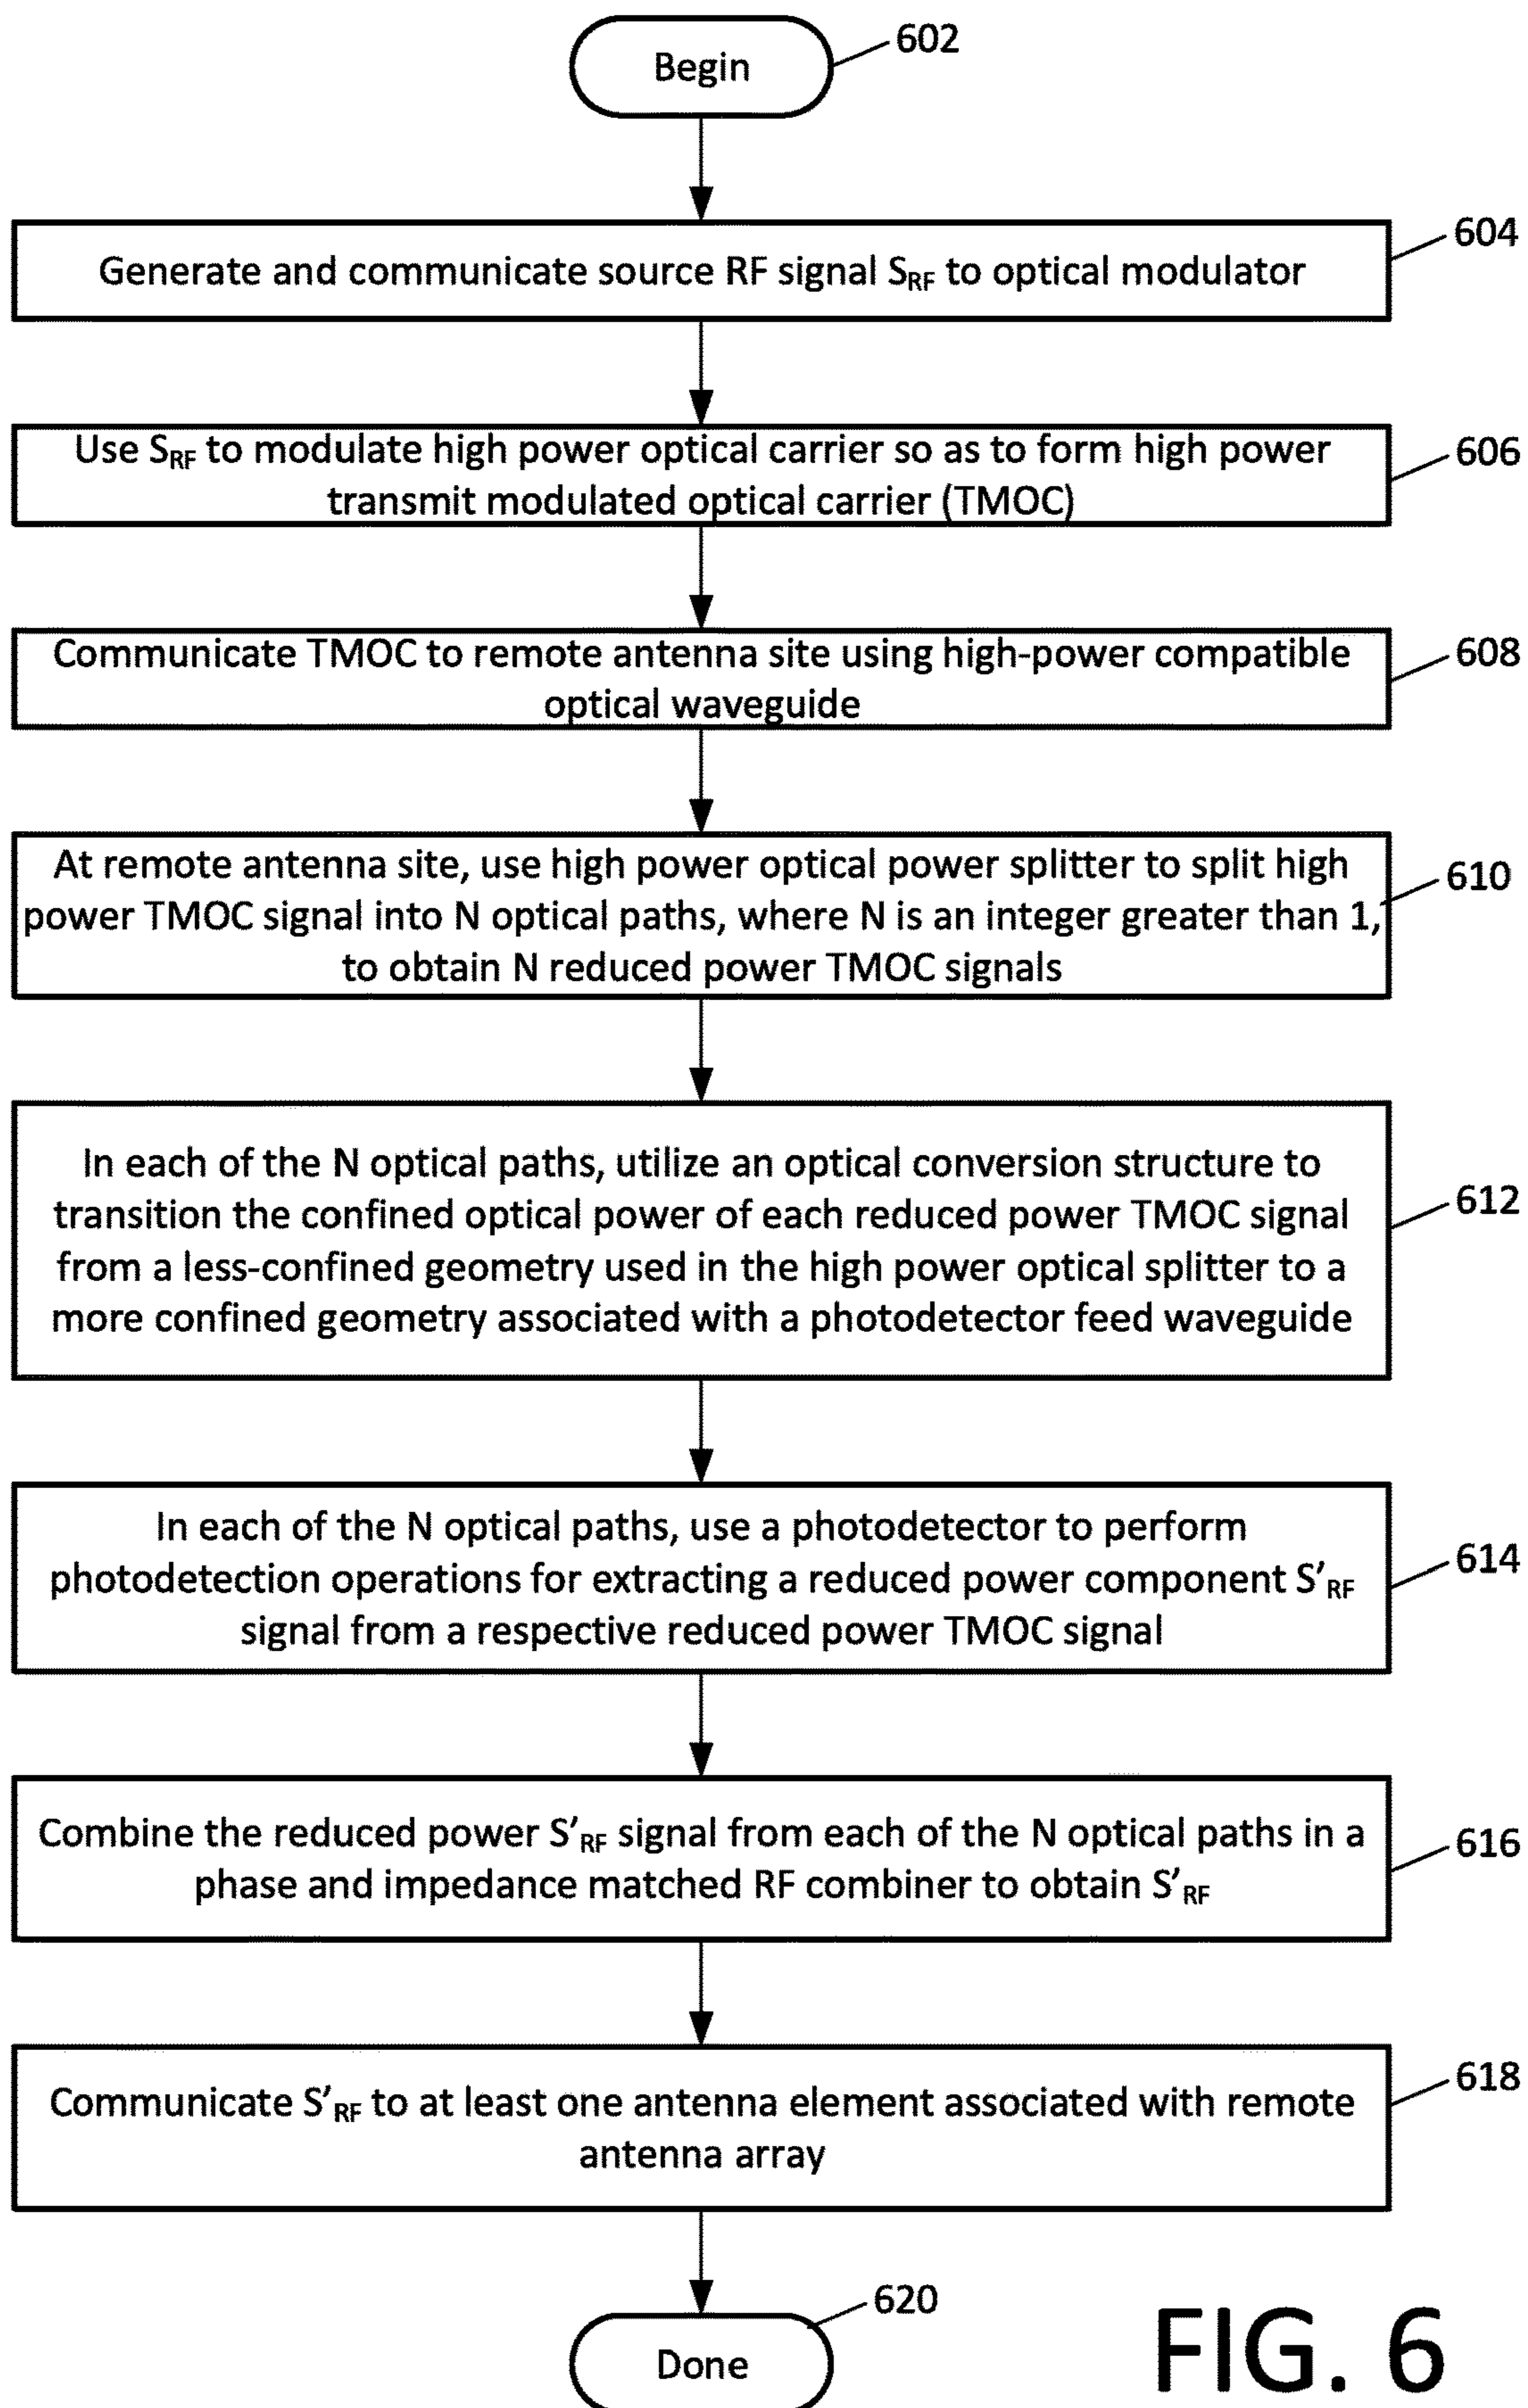 Begin
602
604
Generate and communicate source RF signal SRF to optical modulator
Use SRF to modulate high power optical carrier so as to form high power
606
transmit modulated optical carrier (TMOC)
Communicate TMOC to remote antenna site using high-power compatible
608
optical waveguide
At remote antenna site, use high power optical power splitter to split high
610
power TMOC signal into N optical paths, where N is an integer greater than 1,
to obtain N reduced power TMOC signals
In each of the N optical paths, utilize an optical conversion structure to
612
transition the confined optical power of each reduced power TMOC signal
from a less-confined geometry used in the high power optical splitter to a
more confined geometry associated with a photodetector feed waveguide
In each of the N optical paths, use a photodetector to perform
614
photodetection operations for extracting a reduced power component S'RF
signal from a respective reduced power TMOC signal
Combine the reduced power S'RF signal from each of the N optical paths in a
616
phase and impedance matched RF combiner to obtain S'RF
618
Communicate S'RF to at least one antenna element associated with remote
antenna array
620
Done
FIG. 6